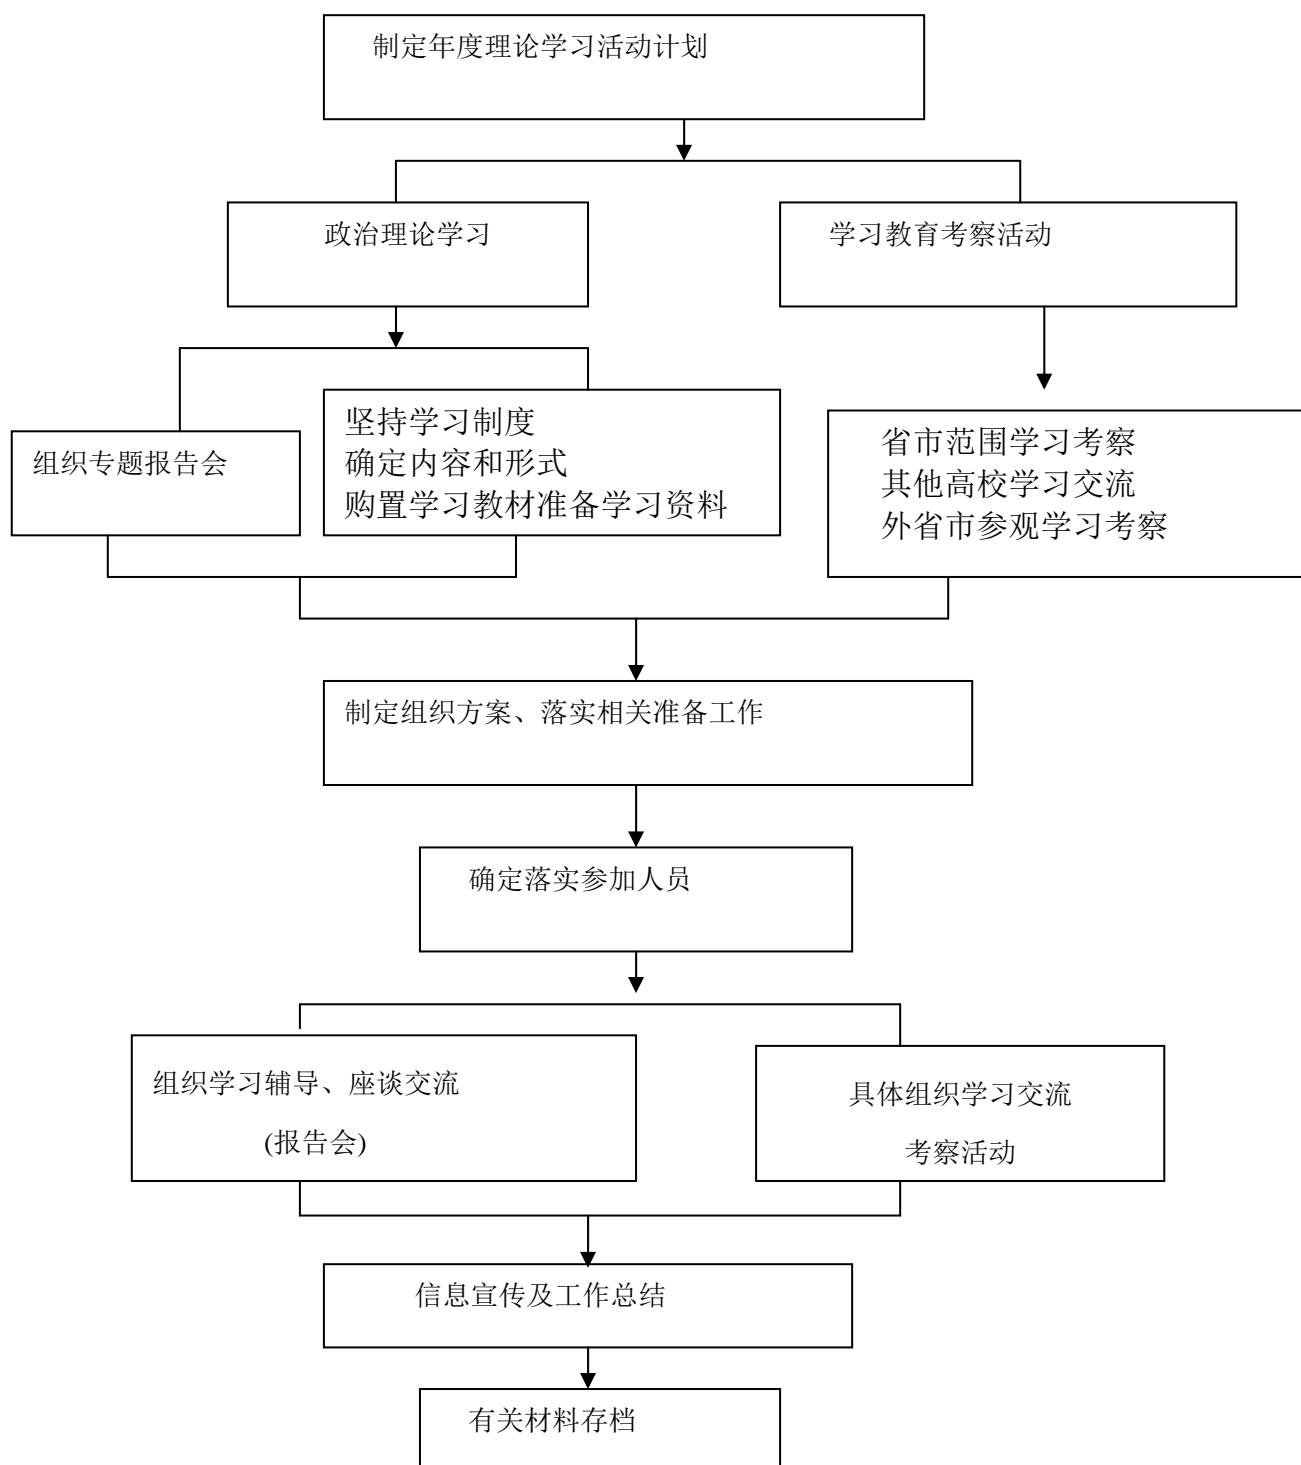 制定年度理论学习活动计划
政治理论学习
学习教育考察活动
组织专题报告会
坚持学习制度
确定内容和形式
购置学习教材准备学习资料
省市范围学习考察
其他高校学习交流
外省市参观学习考察
制定组织方案、落实相关准备工作
确定落实参加人员
组织学习辅导、座谈交流
(报告会)
具体组织学习交流
考察活动
信息宣传及工作总结
有关材料存档